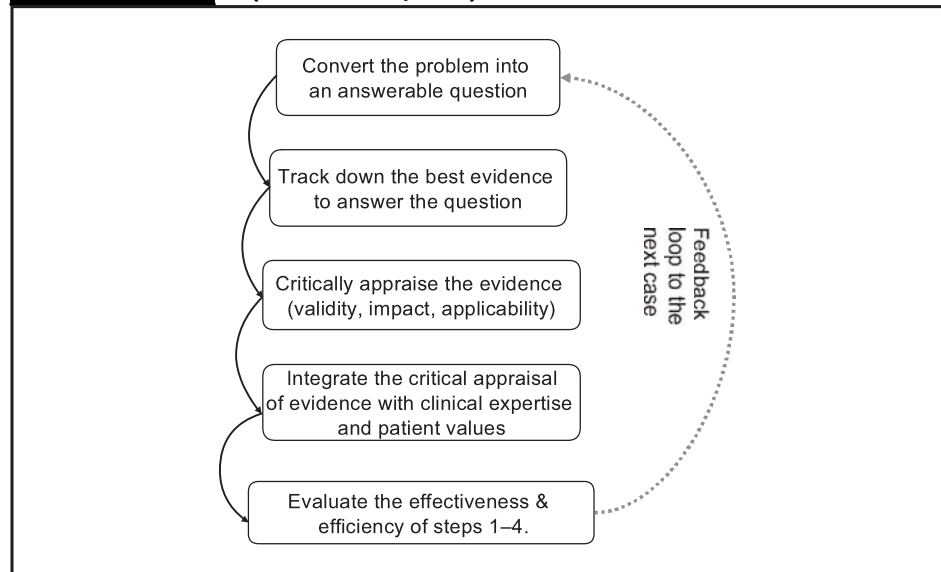 Convert the problem into
an answerable question
Track down the best evidence
to answer the question
Critically appraise the evidence
(validity, impact, applicability)
Integrate the critical appraisal
of evidence with clinical expertise
and patient values
Evaluate the effectiveness &
efficiency of steps 1–4.
Feedback
loop to the
next case